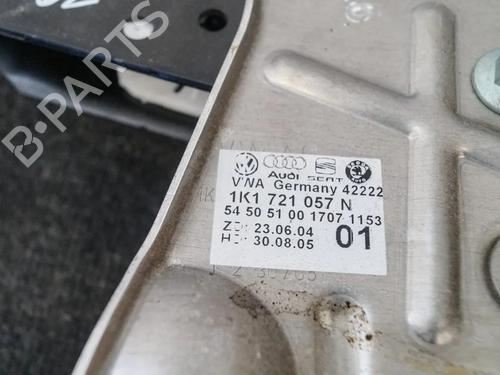 B-PARTS
Audi SEAT
VWA Germany 42222
1K1 721 057 N
54 50 51 00 1707 1153
ZD: 23.06.04
HD: 30.08.05
01